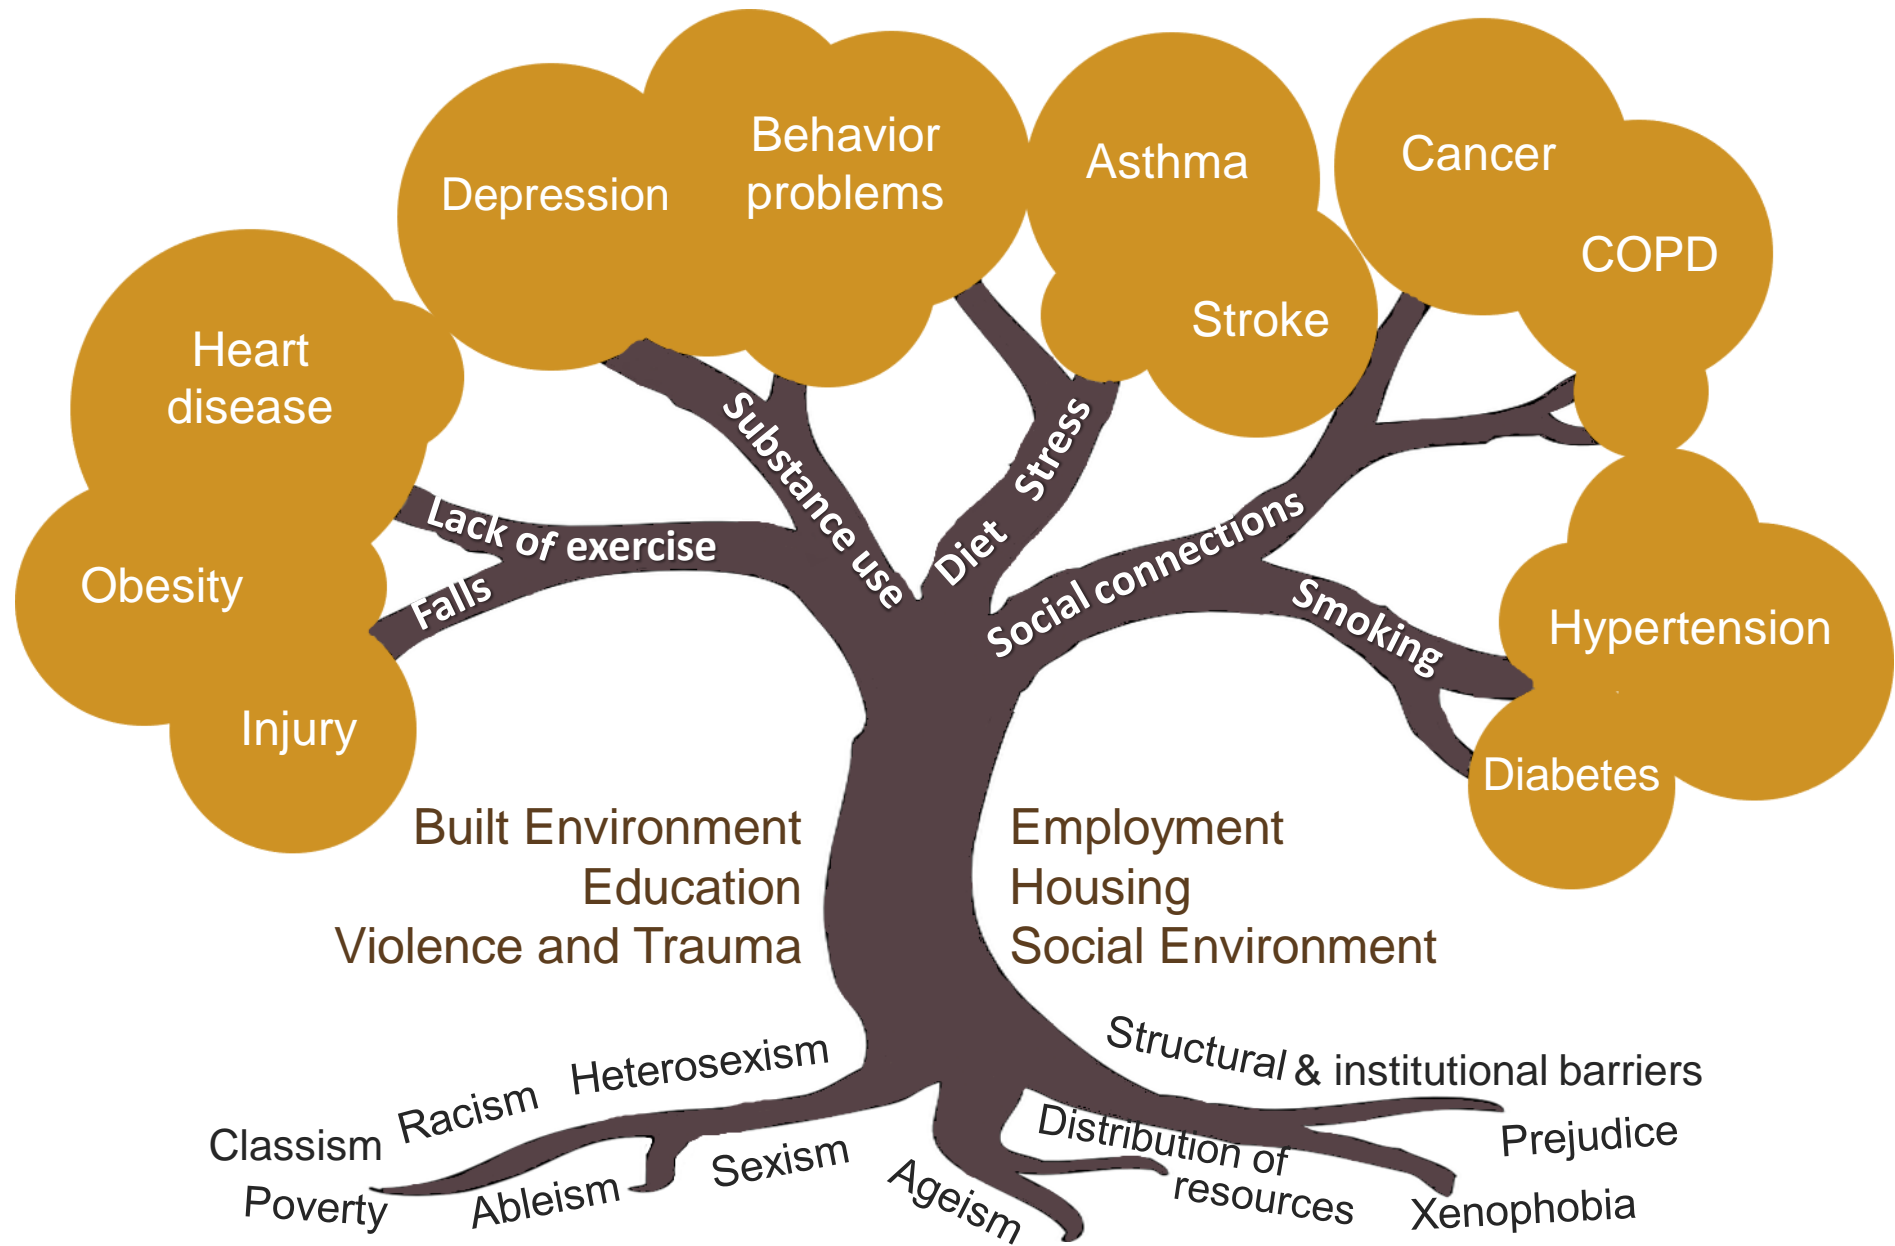 Behavior
problems
Depression
Asthma
Cancer
COPD
Stroke
Heart
disease
Obesity
Injury
Hypertension
Diabetes
Substance use
Stress
Diet
Lack of exercise
Falls
Social connections
Smoking
Built Environment
Education
Violence and Trauma
Employment
Housing
Social Environment
Heterosexism
Racism
Classism
Poverty
Ableism
Sexism
Ageism
Structural & institutional barriers
Distribution of
resources
Prejudice
Xenophobia